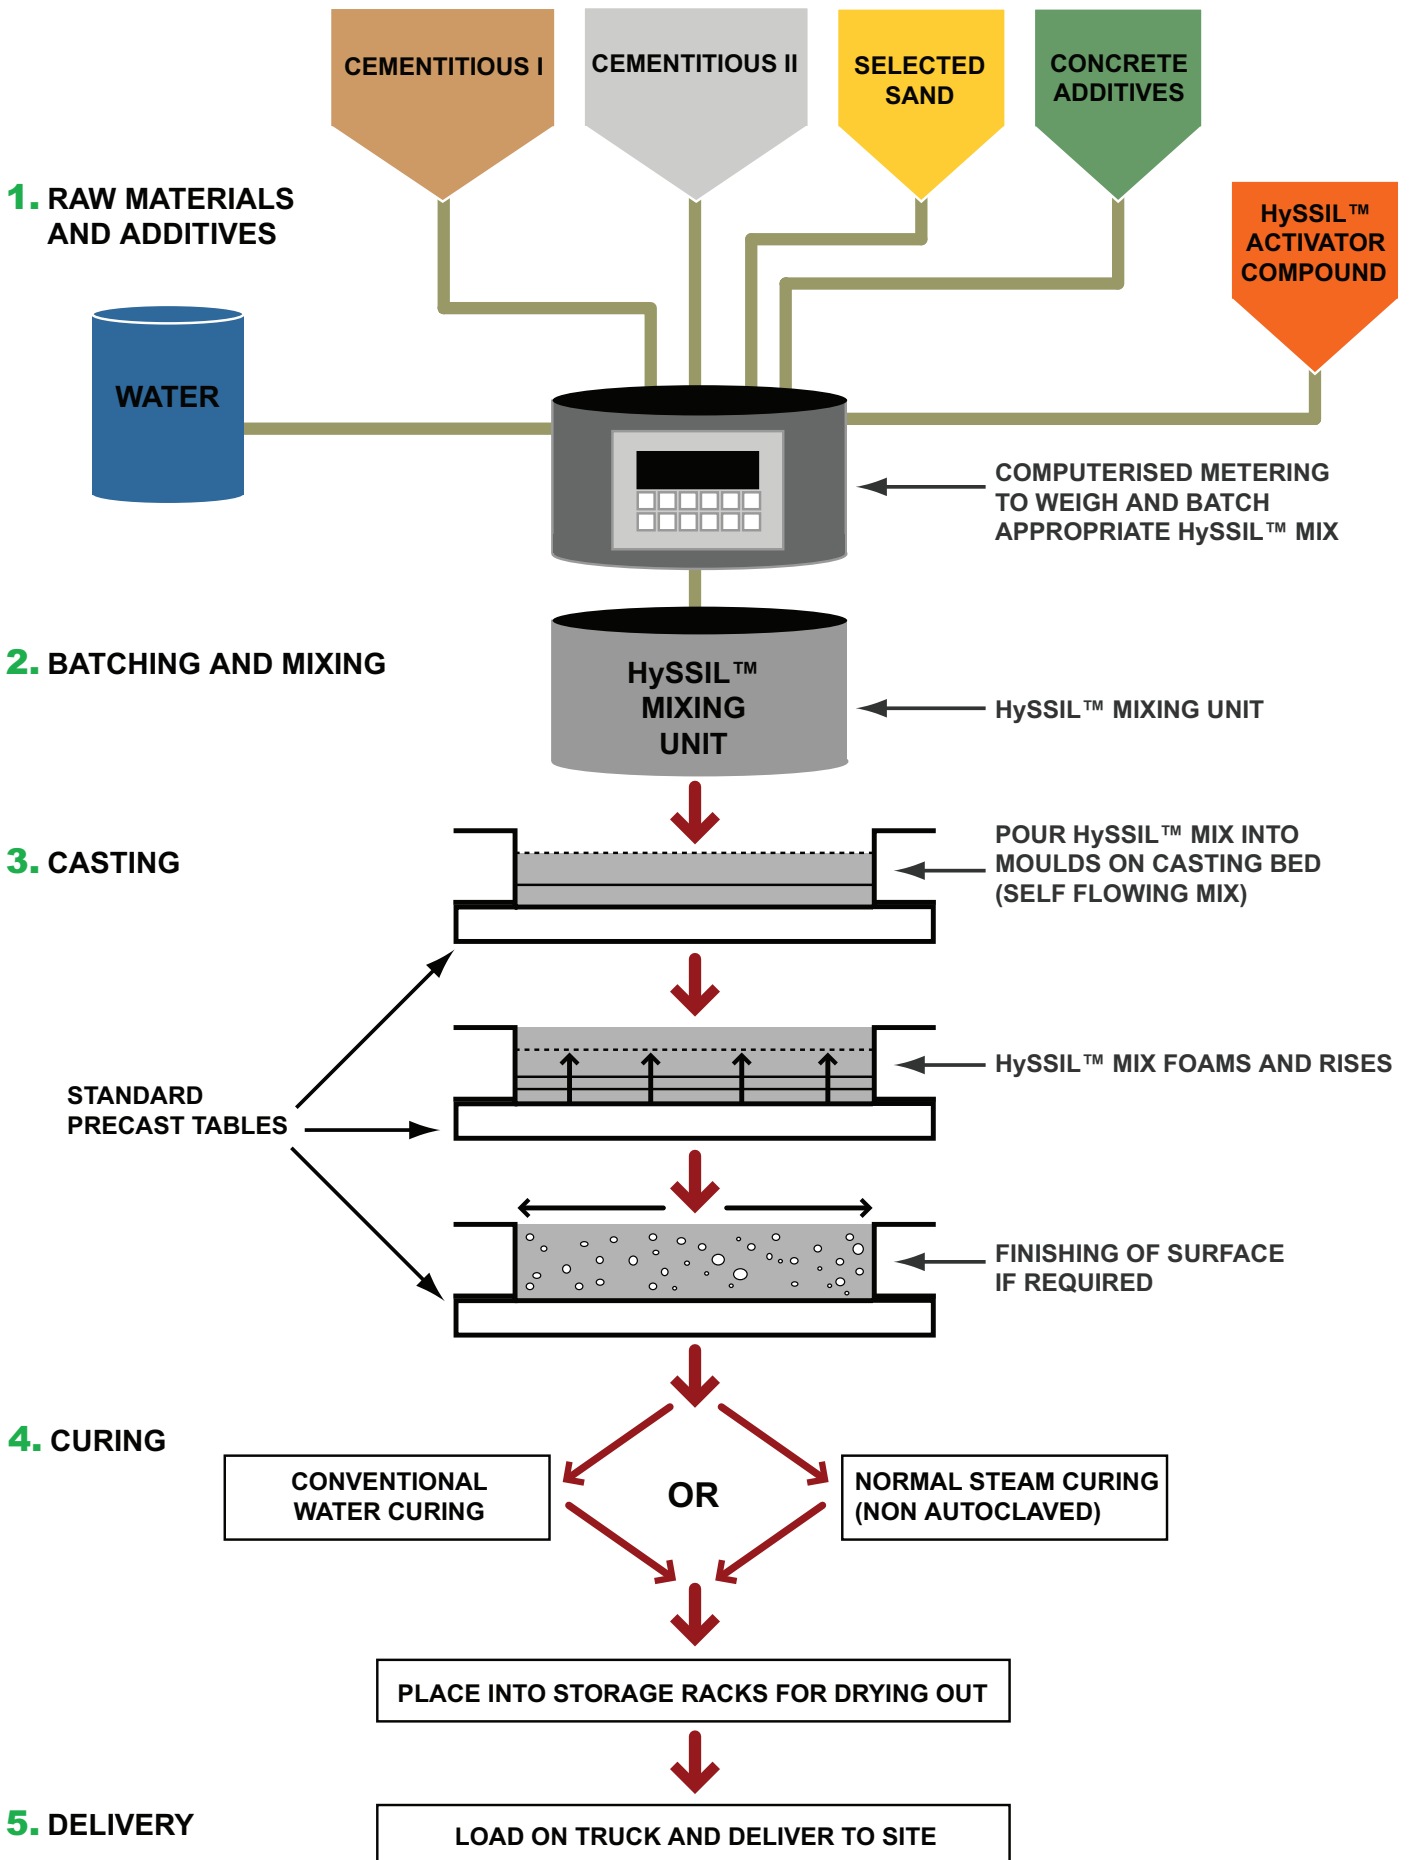 CEMENTITIOUS I
CEMENTITIOUS II
SELECTED
SAND
CONCRETE
ADDITIVES
1. RAW MATERIALS
AND ADDITIVES
HySSIL™
ACTIVATOR
COMPOUND
WATER
COMPUTERISED METERING
TO WEIGH AND BATCH
APPROPRIATE HySSIL™ MIX
2. BATCHING AND MIXING
HySSIL™
MIXING
UNIT
HySSIL™ MIXING UNIT
3. CASTING
POUR HySSIL™ MIX INTO
MOULDS ON CASTING BED
(SELF FLOWING MIX)
HySSIL™ MIX FOAMS AND RISES
STANDARD
PRECAST TABLES
FINISHING OF SURFACE
IF REQUIRED
4. CURING
CONVENTIONAL
WATER CURING
OR
NORMAL STEAM CURING
(NON AUTOCLAVED)
PLACE INTO STORAGE RACKS FOR DRYING OUT
5. DELIVERY
LOAD ON TRUCK AND DELIVER TO SITE